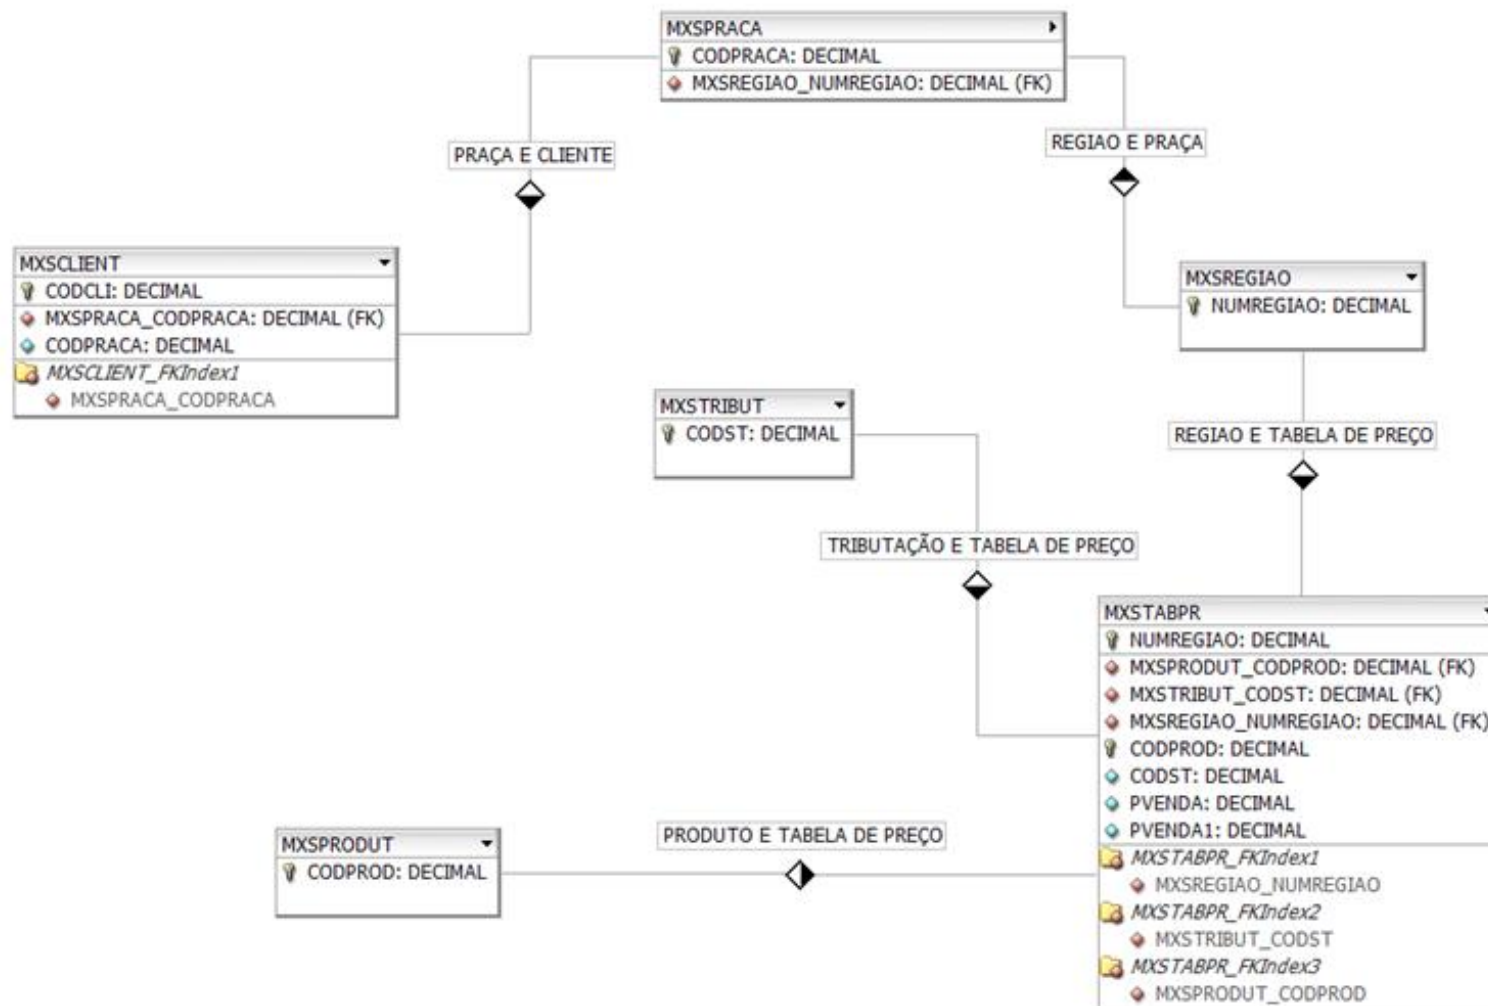 MXSPRACA
CODPRACA: DECIMAL
MXSREGIAO_NUMREGIAO: DECIMAL (FK)
PRAÇA E CLIENTE
REGIAO E PRAÇA
MXSCLIENT
CODCLI: DECIMAL
MXSPRACA_CODPRACA: DECIMAL (FK)
CODPRACA: DECIMAL
MXSCLIENT_FKIndex1
MXSPRACA_CODPRACA
MXSREGIAO
NUMREGIAO: DECIMAL
MXSTRIBUT
CODST: DECIMAL
REGIAO E TABELA DE PREÇO
TRIBUTAÇÃO E TABELA DE PREÇO
MXSTABPR
NUMREGIAO: DECIMAL
MXSPRODUT_CODPROD: DECIMAL (FK)
MXSTRIBUT_CODST: DECIMAL (FK)
MXSREGIAO_NUMREGIAO: DECIMAL (FK)
CODPROD: DECIMAL
CODST: DECIMAL
PVENDA: DECIMAL
PVENDA1: DECIMAL
MXSTABPR_FKIndex1
MXSREGIAO_NUMREGIAO
MXSTABPR_FKIndex2
MXSTRIBUT_CODST
MXSTABPR_FKIndex3
MXSPRODUT_CODPROD
PRODUTO E TABELA DE PREÇO
MXSPRODUT
CODPROD: DECIMAL